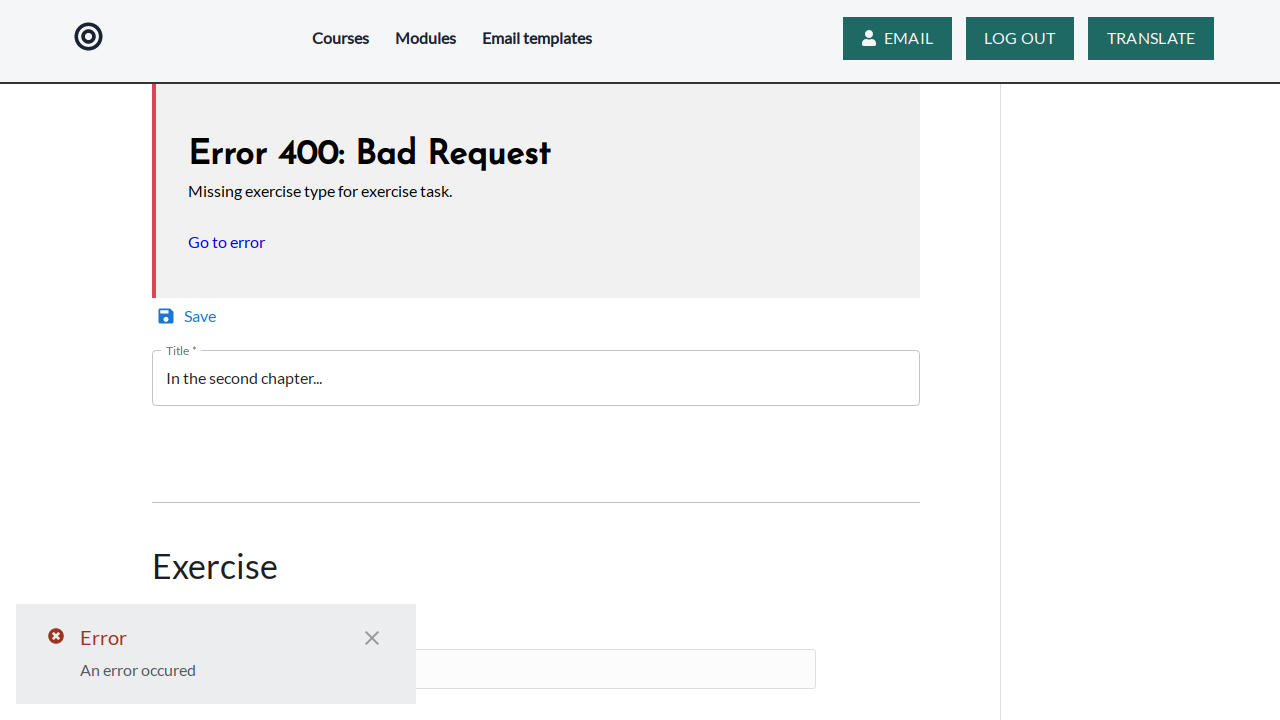 Courses Modules Email templates EMAIL LOG OUT TRANSLATE
Error 400: Bad Request
Missing exercise type for exercise task.
Go to error
Save
Title *
In the second chapter...
Exercise
Error
An error occured